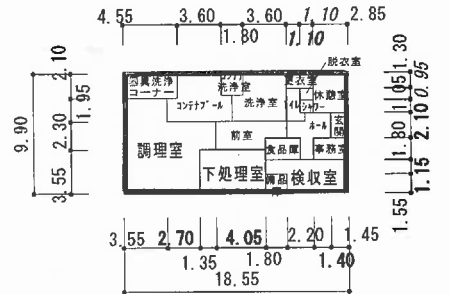 4.55 3.60 3.60 1.10 2.85
1.80 1.10
脱衣室
器具洗浄
コーナー
洗浄室
更衣室
休憩室
コンテナプール
洗浄室
トイレ
シャワー
ホール
玄関
前室
調理室
食品庫
事務室
下処理室
備品
検収室
9.90
2.10
1.95
2.30
3.55
1.30
1.05
0.95
2.10
1.80
1.15
1.55
3.55 2.70 4.05 2.20 1.45
1.35 1.80 1.40
18.55